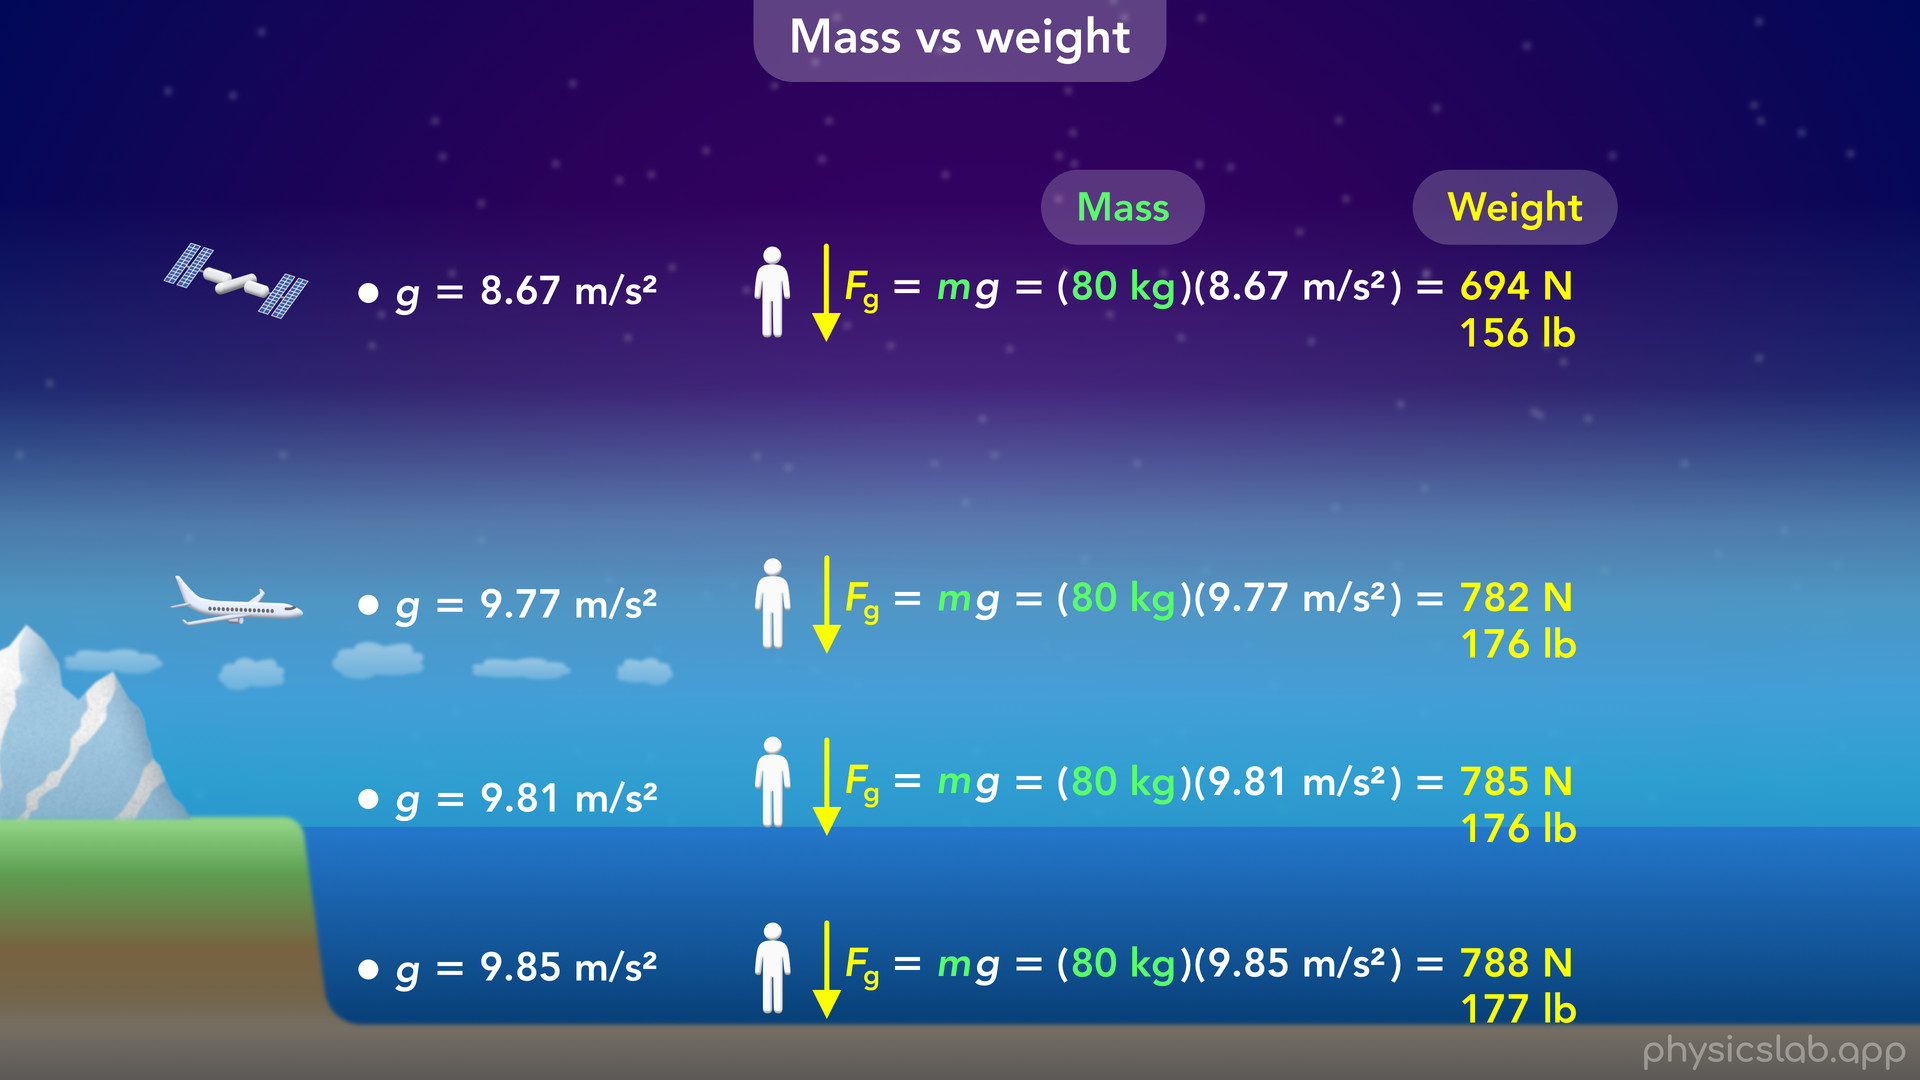 Mass vs weight
Mass Weight
• g = 8.67 m/s² Fg = mg = (80 kg)(8.67 m/s²) = 694 N
156 lb
• g = 9.77 m/s² Fg = mg = (80 kg)(9.77 m/s²) = 782 N
176 lb
• g = 9.81 m/s² Fg = mg = (80 kg)(9.81 m/s²) = 785 N
176 lb
• g = 9.85 m/s² Fg = mg = (80 kg)(9.85 m/s²) = 788 N
177 lb
physicslab.app